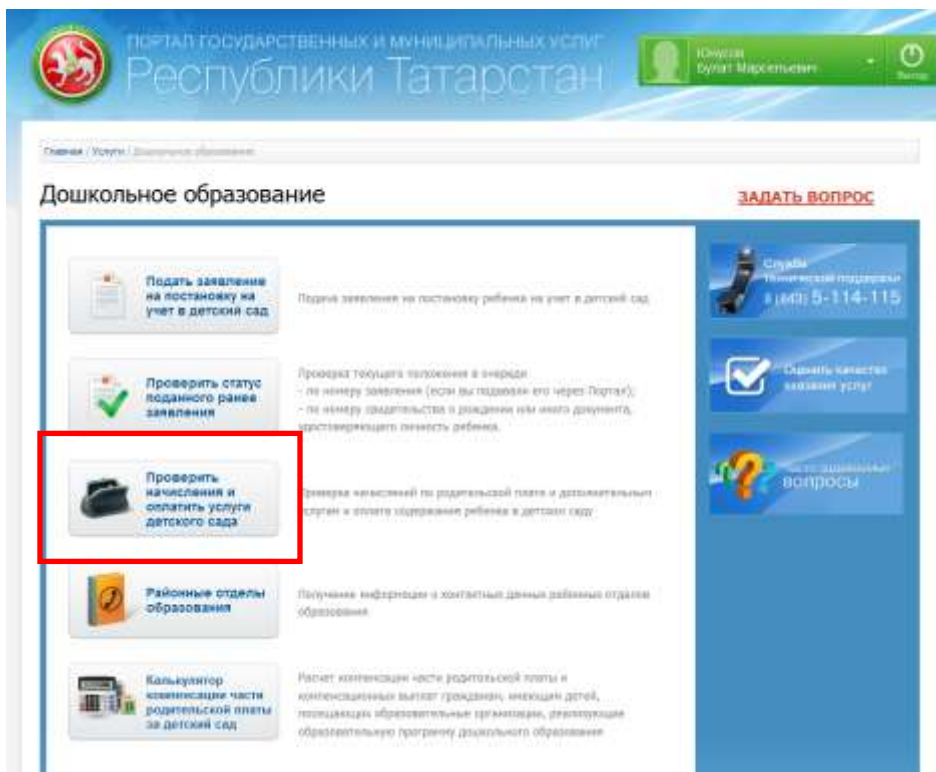 ПОРТАЛ ГОСУДАРСТВЕННЫХ И МУНИЦИПАЛЬНЫХ УСЛУГ
Республики Татарстан
Юнусов
Булат Марсельевич
Выход
Главная / Услуги / Дошкольное образование
Дошкольное образование
ЗАДАТЬ ВОПРОС
Подать заявление
на постановку на
учет в детский сад
Подача заявления на постановку ребенка на учет в детский сад
Проверить статус
поданного ранее
заявления
Проверка текущего положения в очереди
- по номеру заявления (если вы подавали его через Портал);
- по номеру свидетельства о рождении или иного документа,
удостоверяющего личность ребенка.
Проверить
начисления и
оплатить услуги
детского сада
Проверка начислений по родительской плате и дополнительным
услугам и оплата содержания ребенка в детском саду
Районные отделы
образования
Получение информации о контактных данных районных отделов
образования
Калькулятор
компенсации части
родительской платы
за детский сад
Расчет компенсации части родительской платы и
компенсационных выплат гражданам, имеющим детей,
посещающих образовательные организации, реализующие
образовательную программу дошкольного образования
Служба
технической поддержки
8 (843) 5-114-115
Оценить качество
оказания услуг
Часто задаваемые
ВОПРОСЫ